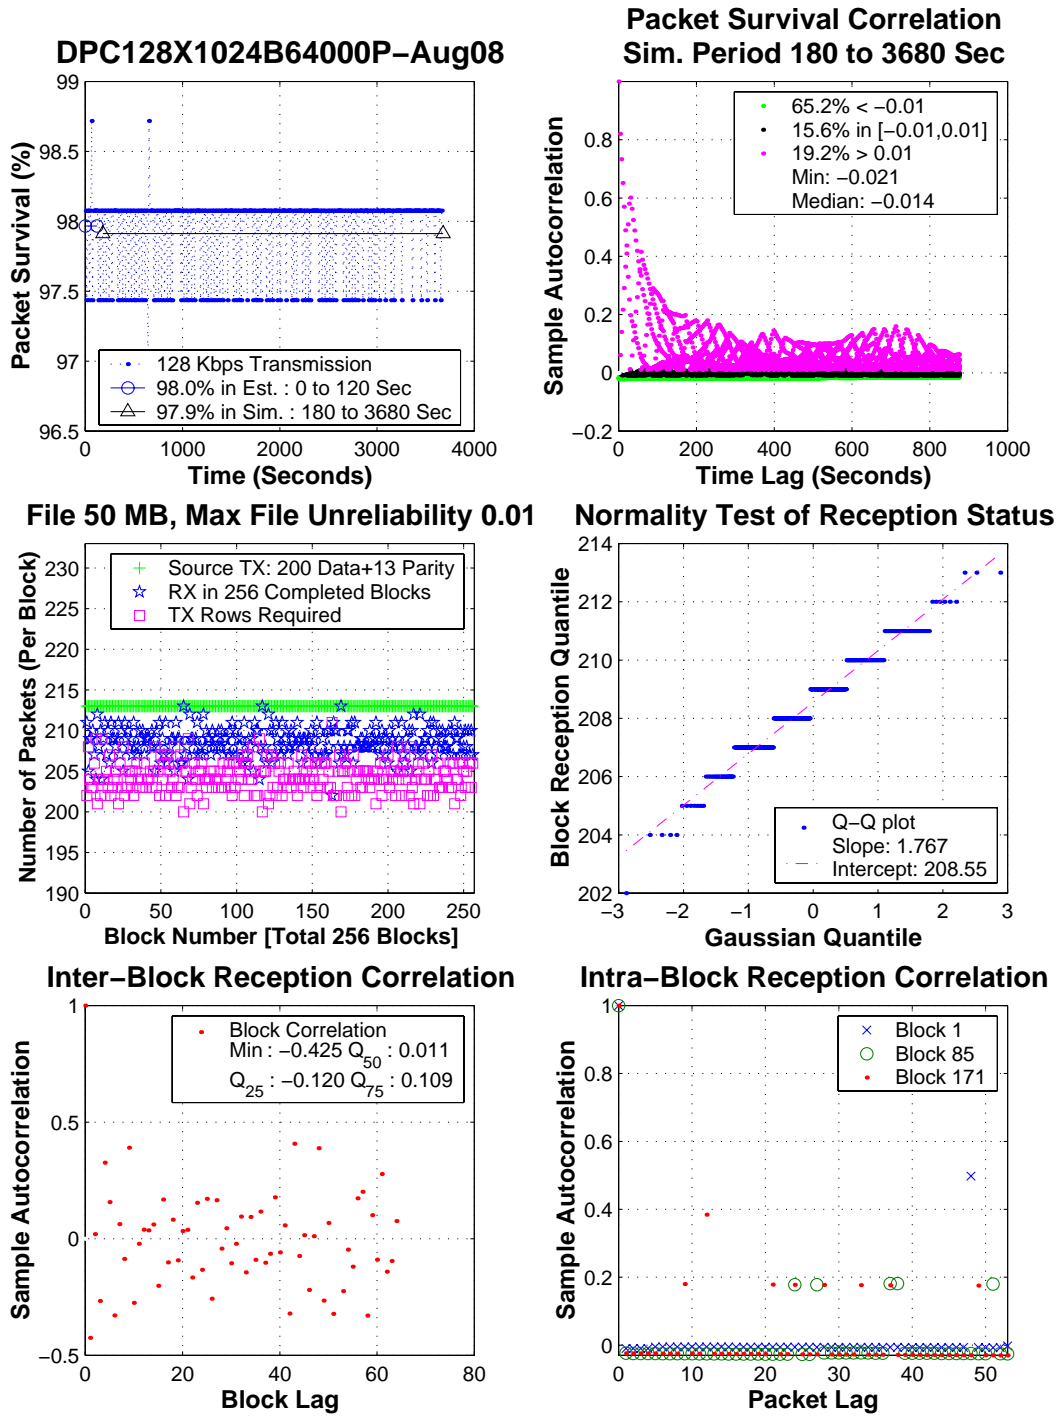 DPC128X1024B64000P−Aug08
Packet Survival (%)
99
98.5
98
97.5
97
96.5
0
1000
2000
3000
4000
Time (Seconds)
128 Kbps Transmission
98.0% in Est. : 0 to 120 Sec
97.9% in Sim. : 180 to 3680 Sec
Packet Survival Correlation
Sim. Period 180 to 3680 Sec
Sample Autocorrelation
0.8
0.6
0.4
0.2
0
−0.2
0
200
400
600
800
1000
Time Lag (Seconds)
65.2% < −0.01
15.6% in [−0.01,0.01]
19.2% > 0.01
Min: −0.021
Median: −0.014
File 50 MB, Max File Unreliability 0.01
Number of Packets (Per Block)
230
225
220
215
210
205
200
195
190
0
50
100
150
200
250
Block Number [Total 256 Blocks]
Source TX: 200 Data+13 Parity
RX in 256 Completed Blocks
TX Rows Required
Normality Test of Reception Status
Block Reception Quantile
214
212
210
208
206
204
202
−3
−2
−1
0
1
2
3
Gaussian Quantile
Q−Q plot
Slope: 1.767
Intercept: 208.55
Inter−Block Reception Correlation
Sample Autocorrelation
1
0.5
0
−0.5
0
20
40
60
80
Block Lag
Block Correlation
Min : −0.425 Q50 : 0.011
Q25 : −0.120 Q75 : 0.109
Intra−Block Reception Correlation
Sample Autocorrelation
1
0.8
0.6
0.4
0.2
0
0
10
20
30
40
50
Packet Lag
Block 1
Block 85
Block 171